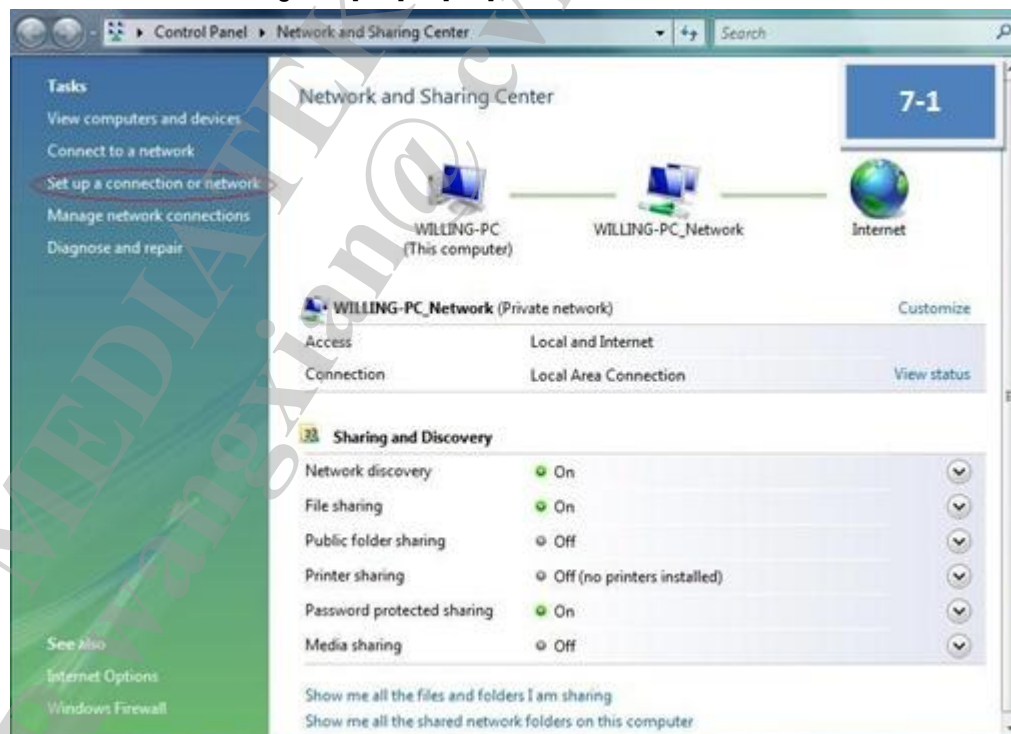 Control Panel ▸ Network and Sharing Center
Search
Tasks
View computers and devices
Connect to a network
Set up a connection or network
Manage network connections
Diagnose and repair
See also
Internet Options
Windows Firewall
Network and Sharing Center
7-1
WILLING-PC
(This computer)
WILLING-PC_Network
Internet
WILLING-PC_Network (Private network) Customize
Access Local and Internet
Connection Local Area Connection View status
Sharing and Discovery
Network discovery On
File sharing On
Public folder sharing Off
Printer sharing Off (no printers installed)
Password protected sharing On
Media sharing Off
Show me all the files and folders I am sharing
Show me all the shared network folders on this computer
MEDIATEK